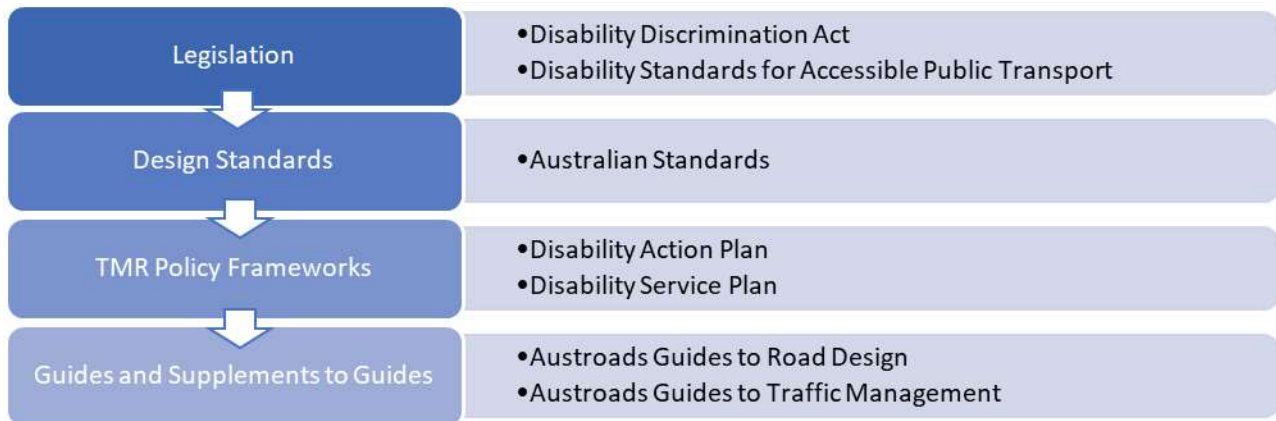 Legislation
•Disability Discrimination Act
•Disability Standards for Accessible Public Transport
Design Standards
•Australian Standards
TMR Policy Frameworks
•Disability Action Plan
•Disability Service Plan
Guides and Supplements to Guides
•Austroads Guides to Road Design
•Austroads Guides to Traffic Management